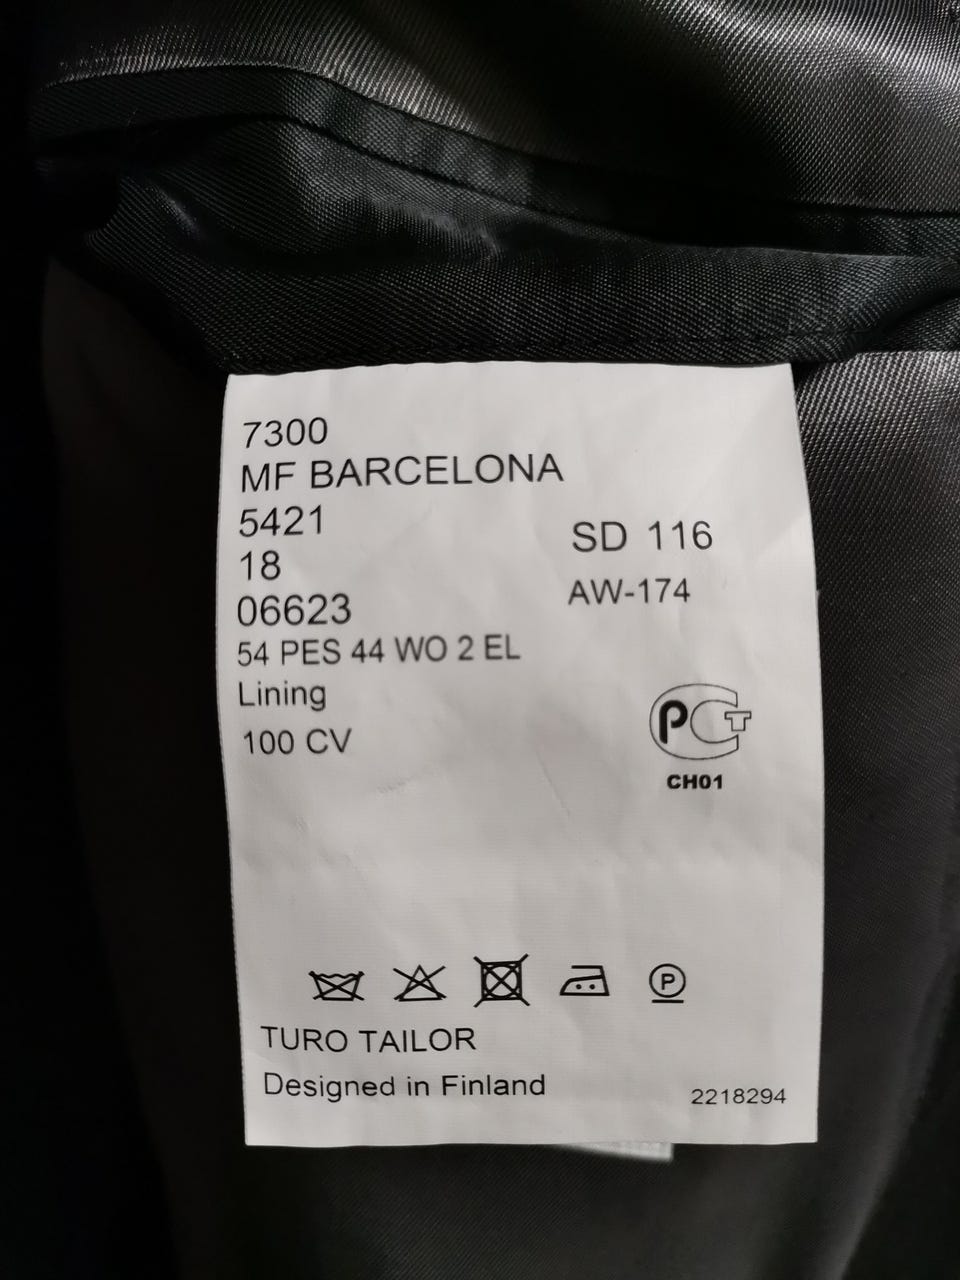 7300
MF BARCELONA
5421
SD 116
18
AW-174
06623
54 PES 44 WO 2 EL
Lining
100 CV
РСТ
CH01
P
TURO TAILOR
Designed in Finland
2218294